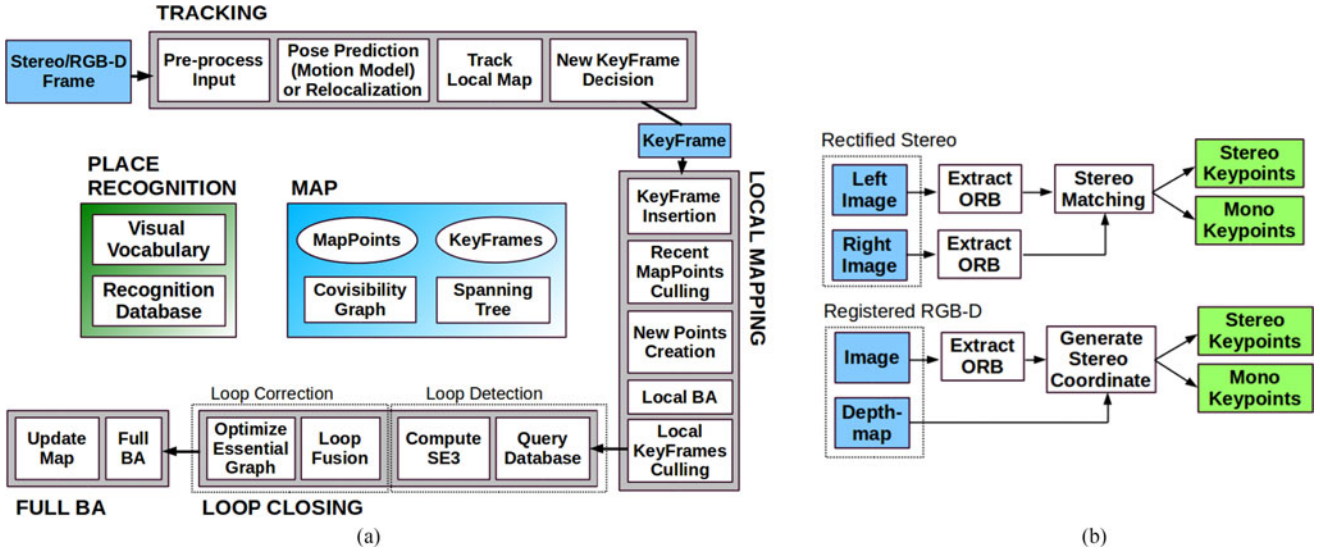 TRACKING
Stereo/RGB-D
Frame
Pre-process
Input
Pose Prediction
(Motion Model)
or Relocalization
Track
Local Map
New KeyFrame
Decision
KeyFrame
PLACE
RECOGNITION
Visual
Vocabulary
Recognition
Database
MAP
MapPoints
KeyFrames
Covisibility
Graph
Spanning
Tree
LOCAL MAPPING
KeyFrame
Insertion
Recent
MapPoints
Culling
New Points
Creation
Local BA
Local
KeyFrames
Culling
Loop Correction
Loop Detection
Optimize
Essential
Graph
Loop
Fusion
Compute
SE3
Query
Database
Update
Map
Full
BA
FULL BA
LOOP CLOSING
(a)
Rectified Stereo
Left
Image
Extract
ORB
Stereo
Matching
Stereo
Keypoints
Mono
Keypoints
Right
Image
Extract
ORB
Registered RGB-D
Image
Extract
ORB
Generate
Stereo
Coordinate
Stereo
Keypoints
Mono
Keypoints
Depth-
map
(b)